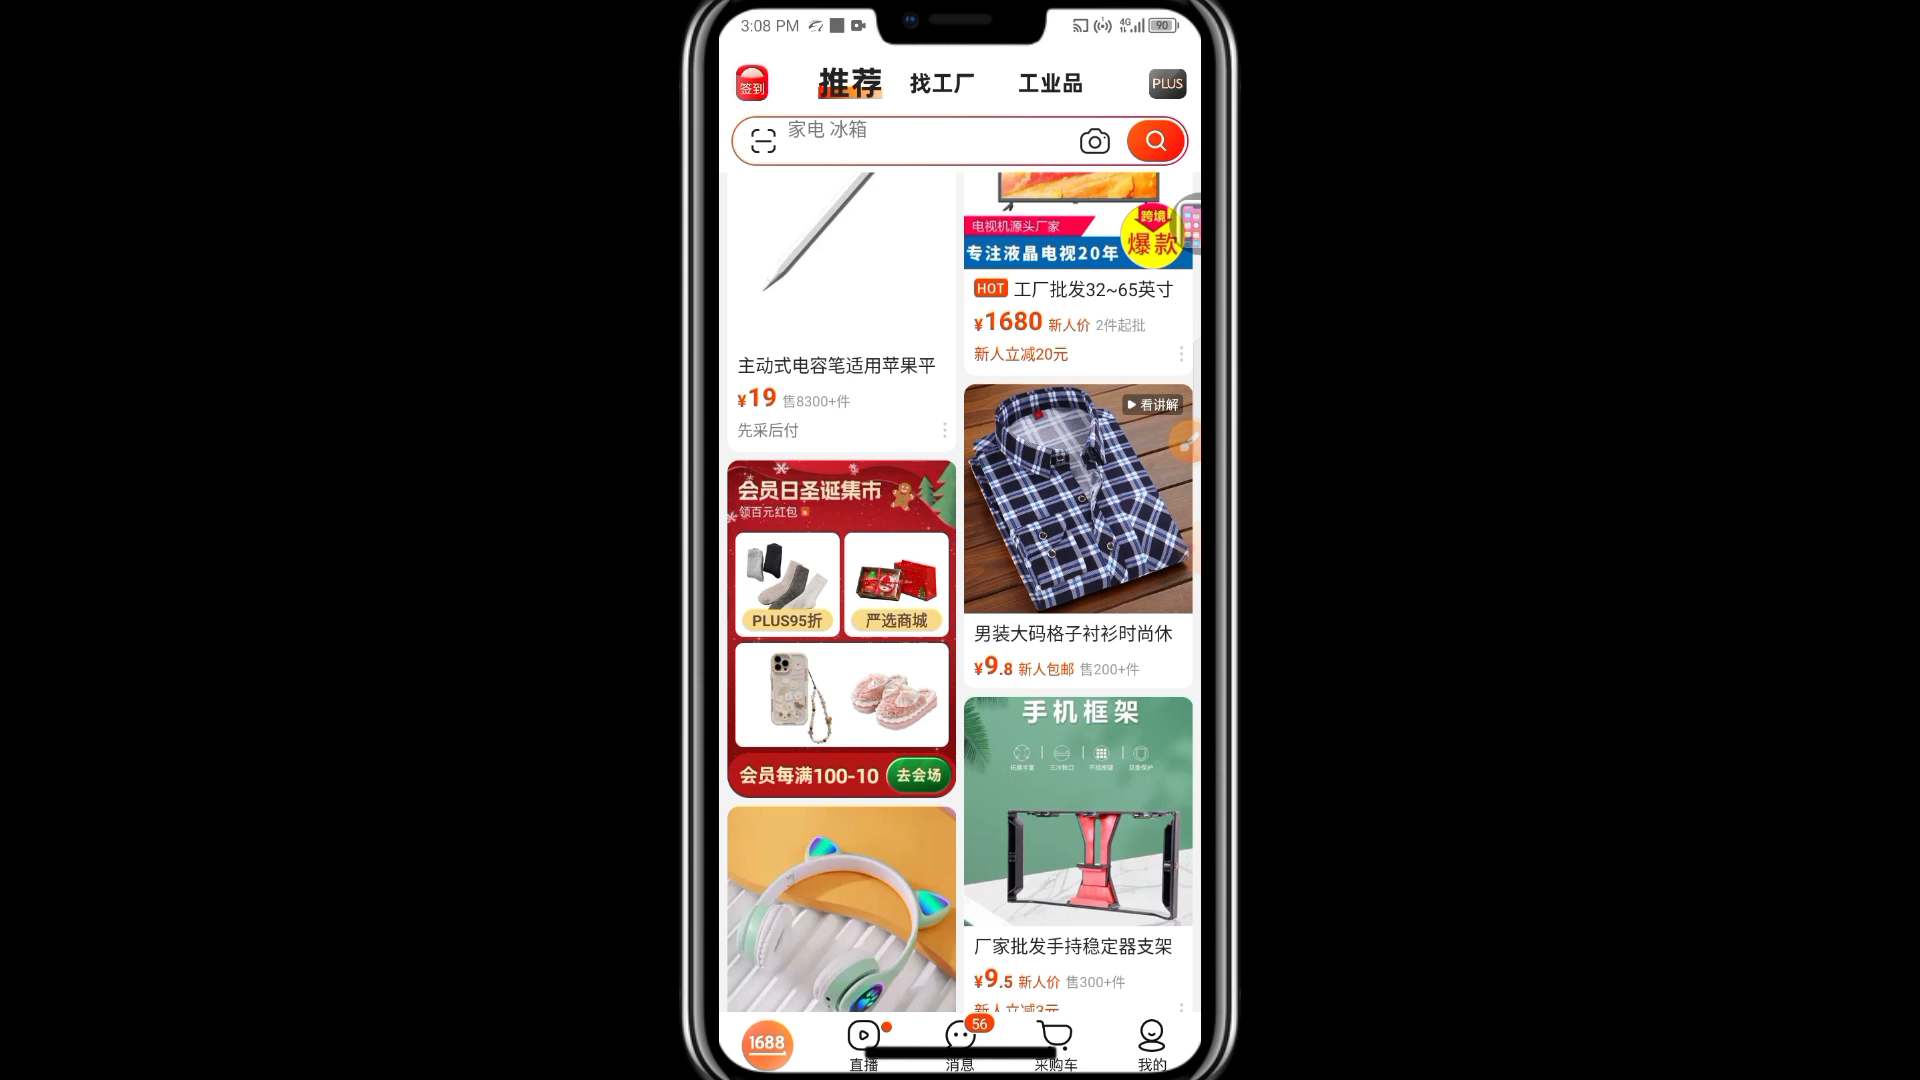 3:08 PM
4G
90
签到
推荐
找工厂
工业品
PLUS
家电 冰箱
主动式电容笔适用苹果平
¥19 售8300+件
先采后付
会员日圣诞集市
领百元红包
PLUS95折
严选商城
会员每满100-10
去会场
电视机源头厂家
专注液晶电视20年
跨境
爆款
HOT 工厂批发32~65英寸
¥1680 新人价 2件起批
新人立减20元
看讲解
男装大码格子衬衫时尚休
¥9.8 新人包邮 售200+件
手机框架
厂家批发手持稳定器支架
¥9.5 新人价 售300+件
新人立减3元
1688
直播
56
消息
采购车
我的